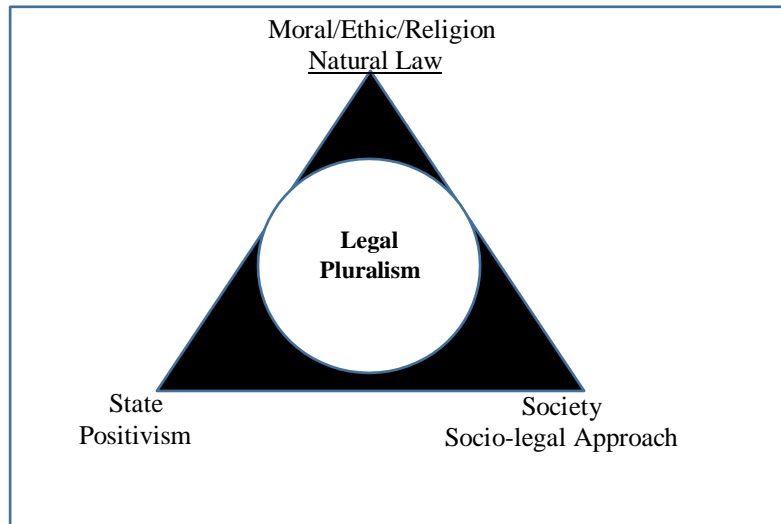 Moral/Ethic/Religion
Natural Law
Legal
Pluralism
State
Positivism
Society
Socio-legal Approach